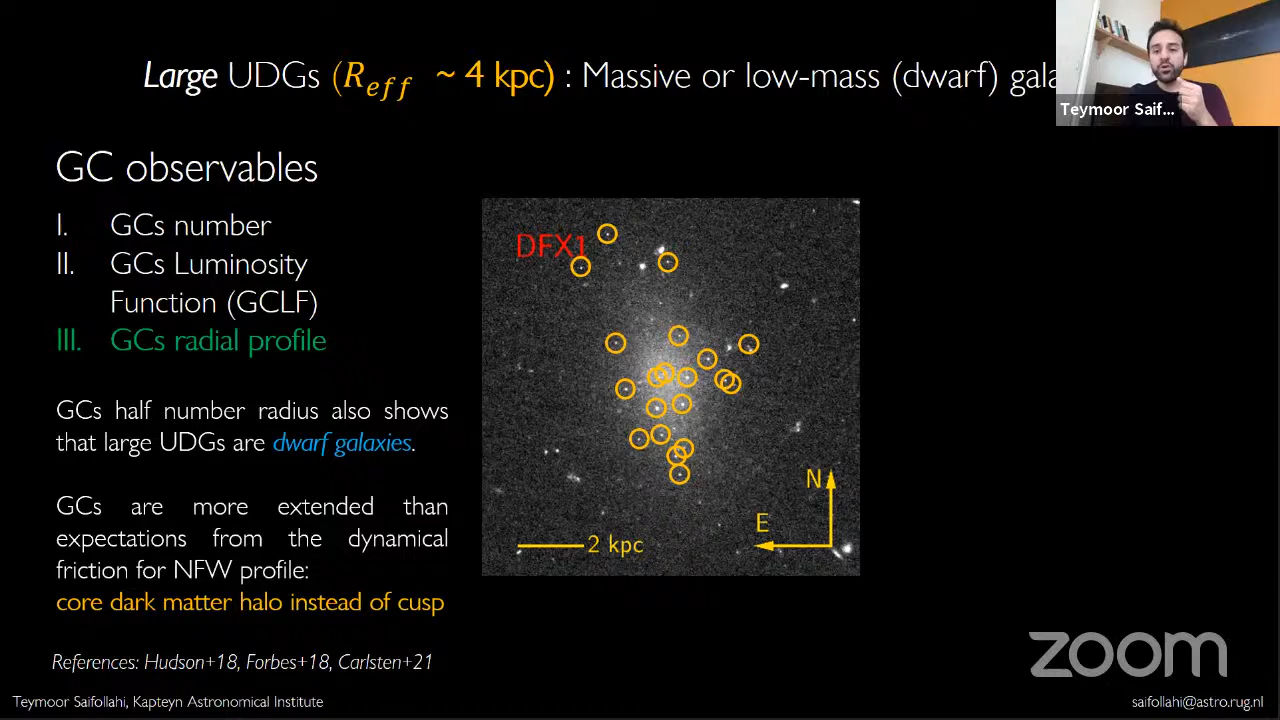 Large UDGs (Reff ~ 4 kpc) : Massive or low-mass (dwarf)
Teymoor Saif...
GC observables
I. GCs number
II. GCs Luminosity
Function (GCLF)
III. GCs radial profile
GCs half number radius also shows
that large UDGs are dwarf galaxies.
GCs are more extended than
expectations from the dynamical
friction for NFW profile:
core dark matter halo instead of cusp
References: Hudson+18, Forbes+18, Carlsten+21
DFX1
N
E
2 kpc
zoom
Teymoor Saifollahi, Kapteyn Astronomical Institute
saifollahi@astro.rug.nl